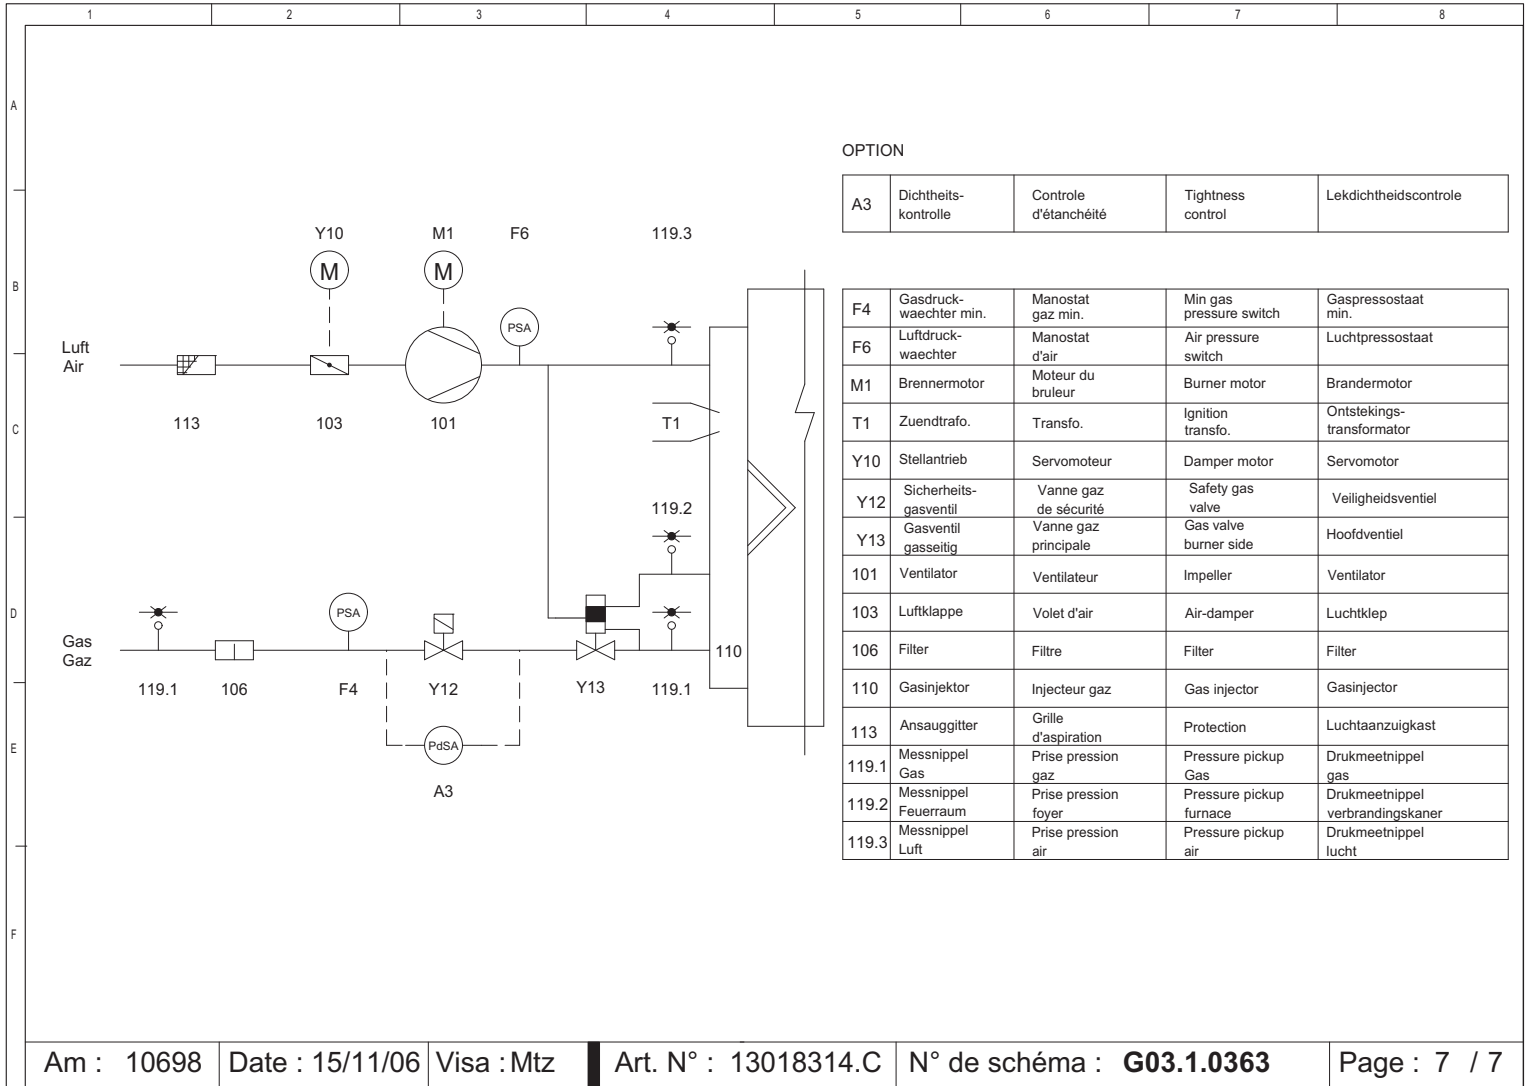 1 2 3 4 5 6 7 8
A
B
C
D
E
F
OPTION
A3 Dichtheits- Controle Tightness Lekdichtheidscontrole
kontrolle d'étanchéité control
Y10 M1 F6 119.3
M M
PSA
Luft
Air
113 103 101 T1
119.2
PSA
Gas
Gaz
110
119.1 106 F4 Y12 Y13 119.1
PdSA
A3
F4 Gasdruck- Manostat Min gas Gaspressostaat
waechter min. gaz min. pressure switch min.
F6 Luftdruck- Manostat Air pressure Luchtpressostaat
waechter d'air switch
M1 Brennermotor Moteur du Burner motor Brandermotor
bruleur
T1 Zuendtrafo. Transfo. Ignition Ontstekings-
transfo. transformator
Y10 Stellantrieb Servomoteur Damper motor Servomotor
Y12 Sicherheits- Vanne gaz Safety gas Veiligheidsventiel
gasventil de sécurité valve
Y13 Gasventil Vanne gaz Gas valve Hoofdventiel
gasseitig principale burner side
101 Ventilator Ventilateur Impeller Ventilator
103 Luftklappe Volet d'air Air-damper Luchtklep
106 Filter Filtre Filter Filter
110 Gasinjektor Injecteur gaz Gas injector Gasinjector
113 Ansauggitter Grille Protection Luchtaanzuigkast
d'aspiration
119.1 Messnippel Prise pression Pressure pickup Drukmeetnippel
Gas gaz Gas gas
119.2 Messnippel Prise pression Pressure pickup Drukmeetnippel
Feuerraum foyer furnace verbrandingskaner
119.3 Messnippel Prise pression Pressure pickup Drukmeetnippel
Luft air air lucht
Am : 10698 Date : 15/11/06 Visa : Mtz Art. N° : 13018314.C N° de schéma : G03.1.0363 Page : 7 / 7